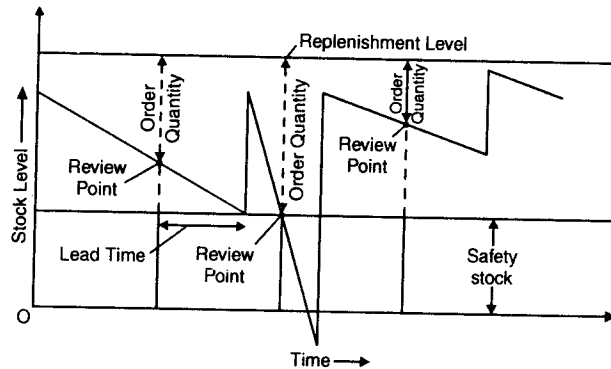 Replenishment Level
Order
Quantity
Order Quantity
Order
Quantity
Review
Point
Review
Point
Stock Level
Review
Point
Lead Time
Safety
stock
O
Time